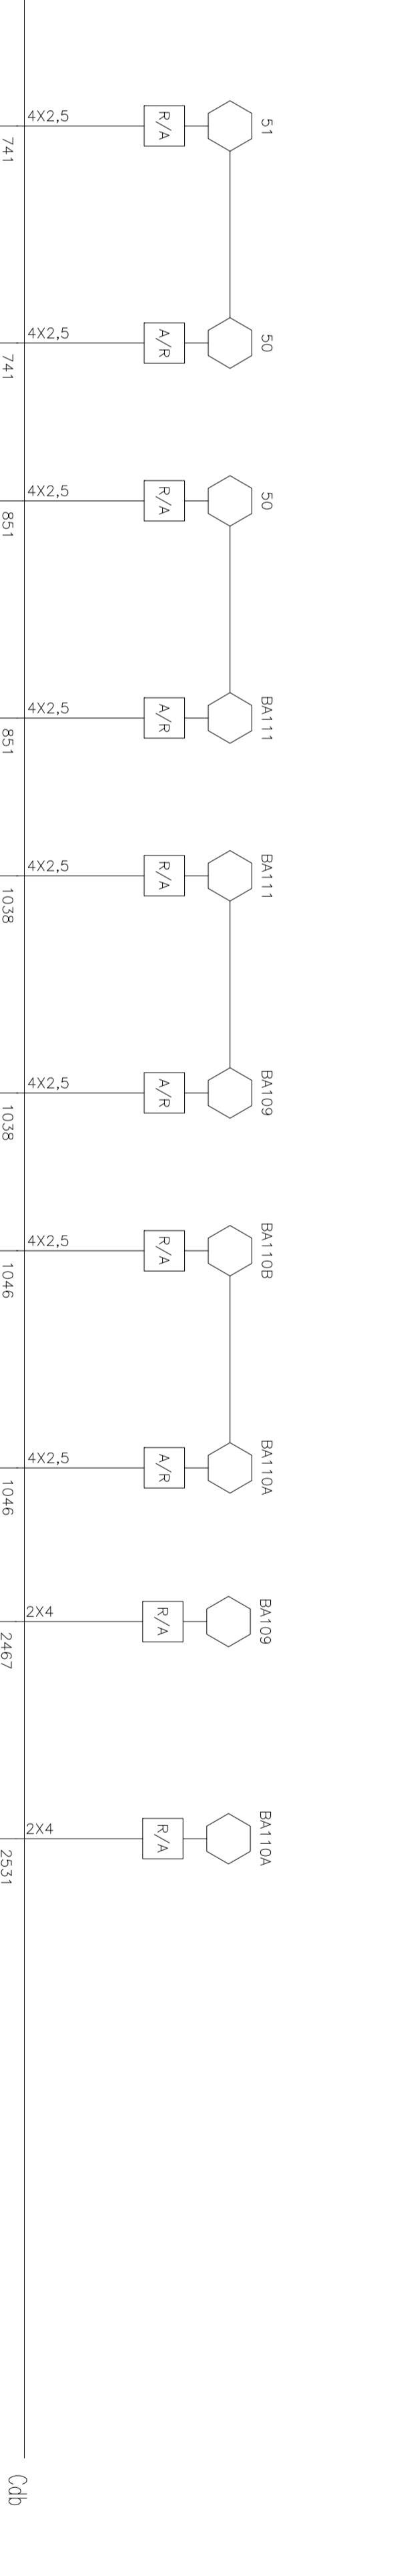 51
R/A
4X2,5
741
50
A/R
4X2,5
741
50
R/A
4X2,5
851
BA111
A/R
4X2,5
851
BA111
R/A
4X2,5
1038
BA109
A/R
4X2,5
1038
BA110B
R/A
4X2,5
1046
BA110A
A/R
4X2,5
1046
BA109
R/A
2X4
2467
BA110A
R/A
2X4
2531
Cdb